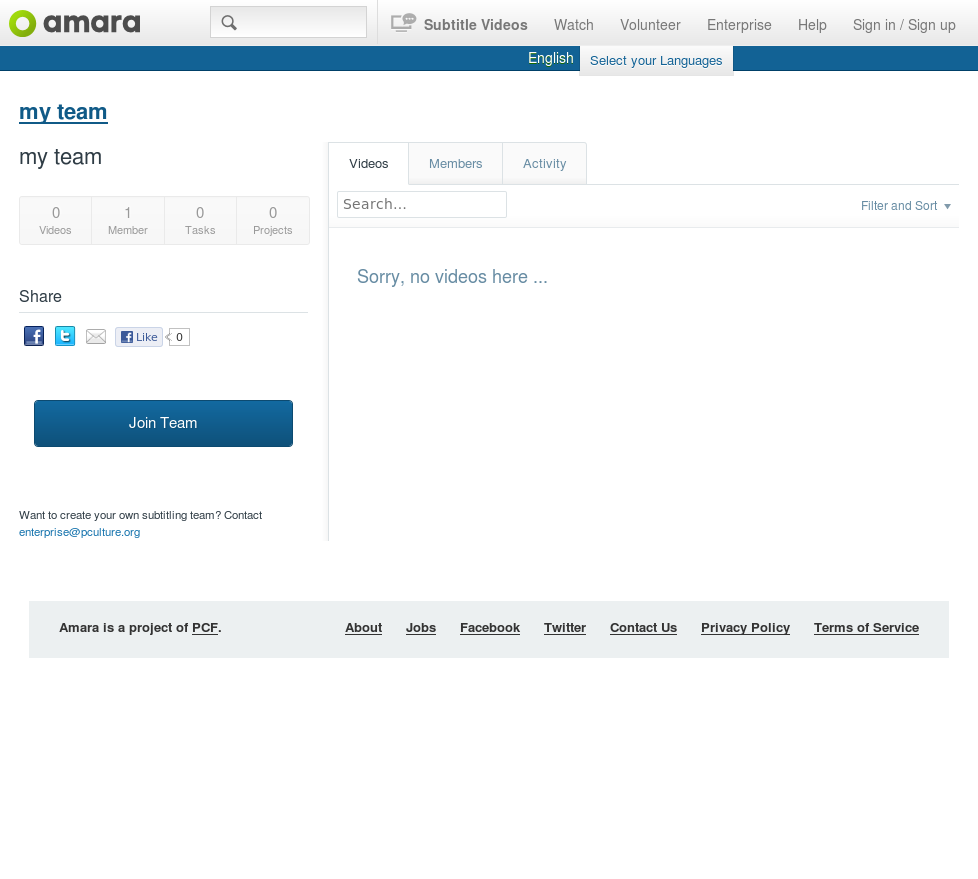 amara
Subtitle Videos Watch Volunteer Enterprise Help Sign in / Sign up
English Select your Languages
my team
my team
Videos Members Activity
0 1 0 0
Videos Member Tasks Projects
Search...
Filter and Sort
Sorry, no videos here ...
Share
Like 0
Join Team
Want to create your own subtitling team? Contact
enterprise@pculture.org
Amara is a project of PCF. About Jobs Facebook Twitter Contact Us Privacy Policy Terms of Service